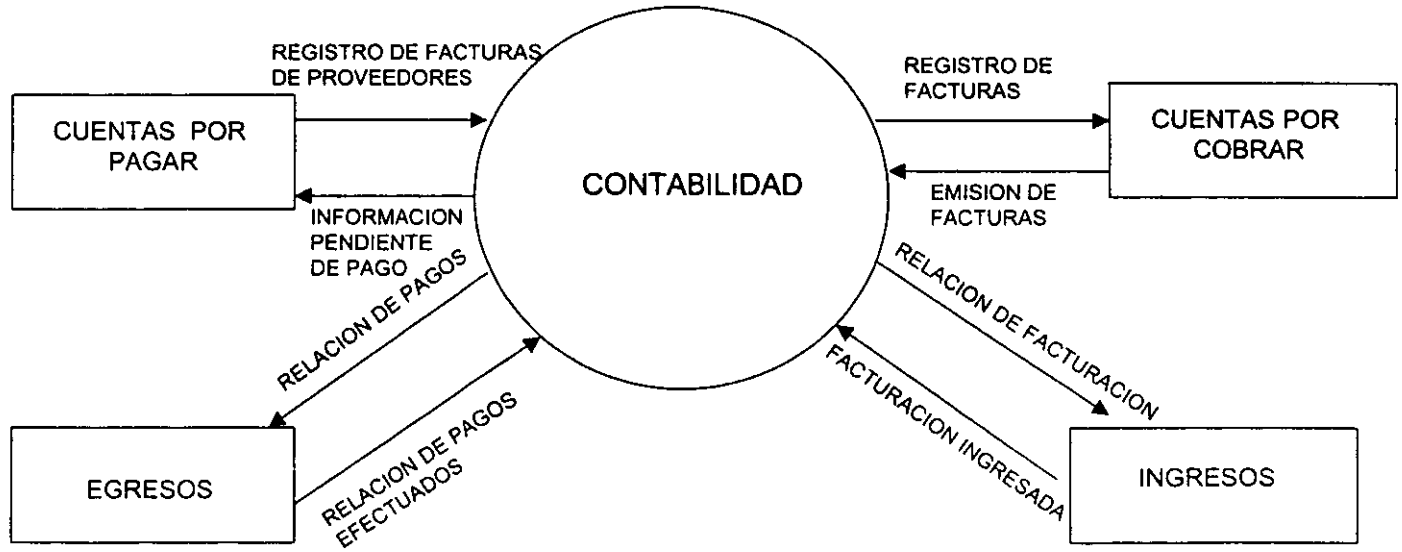 REGISTRO DE FACTURAS
DE PROVEEDORES
CUENTAS POR
PAGAR
INFORMACION
PENDIENTE
DE PAGO
CONTABILIDAD
REGISTRO DE
FACTURAS
CUENTAS POR
COBRAR
EMISION DE
FACTURAS
RELACION DE PAGOS
RELACION DE PAGOS
EFECTUADOS
EGRESOS
RELACION DE FACTURACION
FACTURACION INGRESADA
INGRESOS